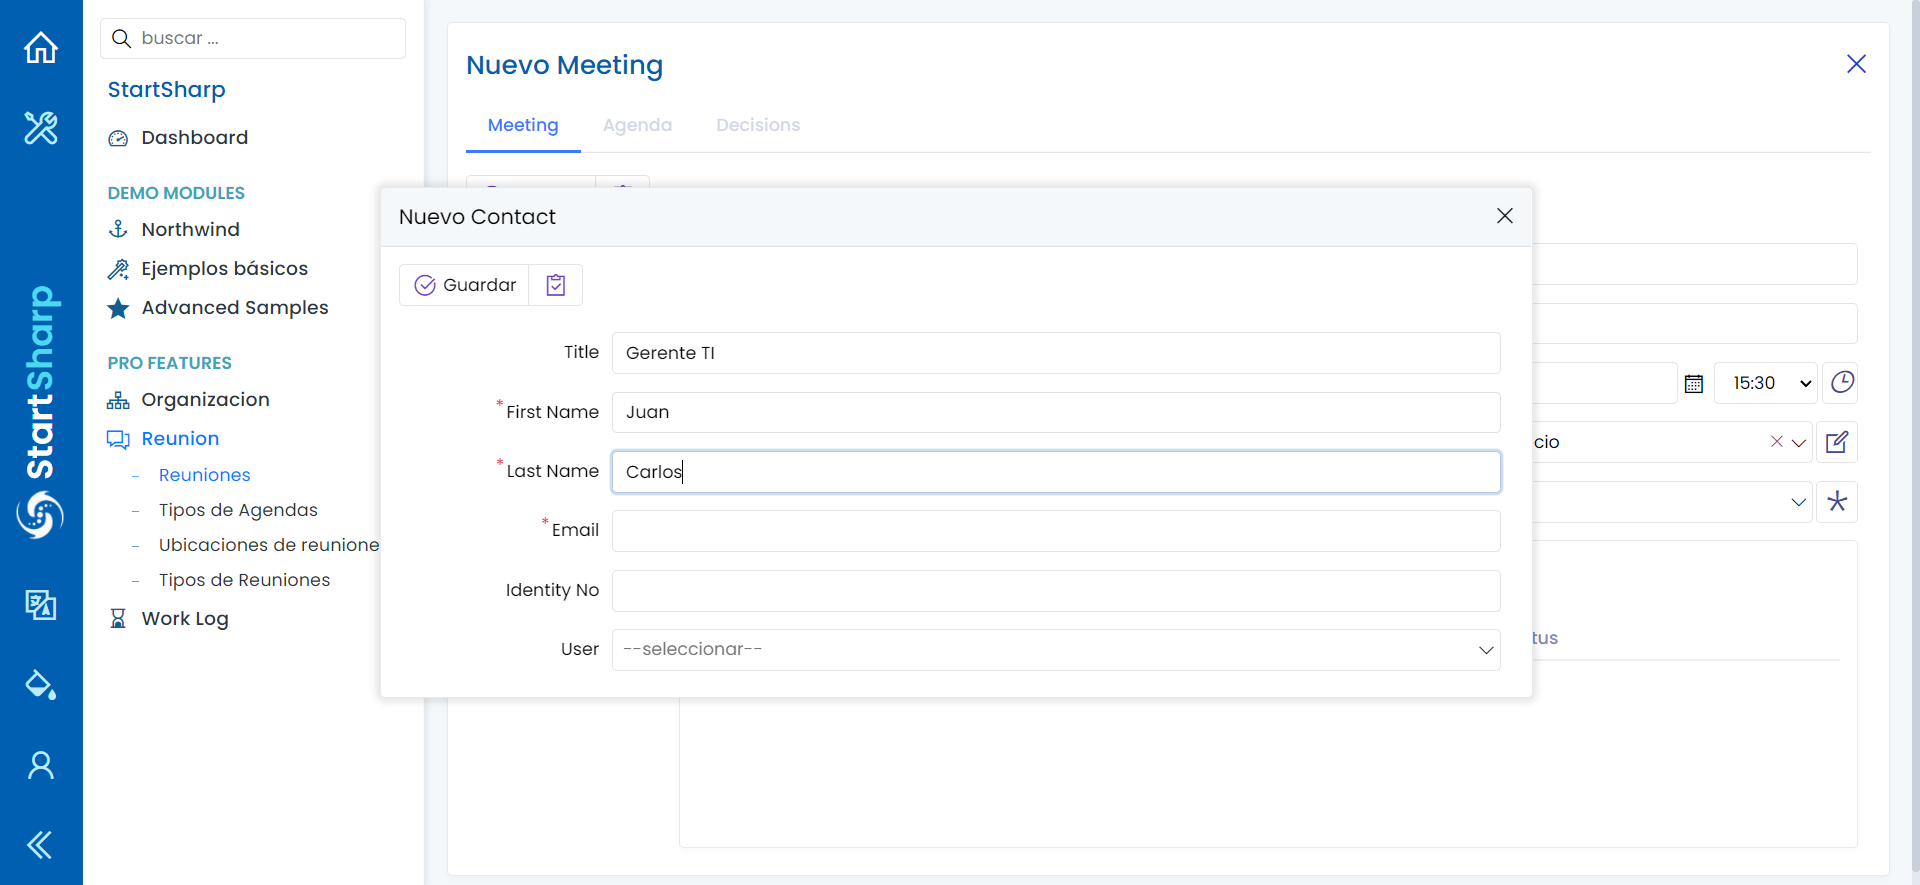 StartSharp
buscar ...
StartSharp
Dashboard
DEMO MODULES
Northwind
Ejemplos básicos
Advanced Samples
PRO FEATURES
Organizacion
Reunion
Reuniones
Tipos de Agendas
Ubicaciones de reunione
Tipos de Reuniones
Work Log
Nuevo Meeting
Meeting
Agenda
Decisions
Nuevo Contact
Guardar
Title
Gerente TI
*First Name
Juan
*Last Name
Carlos
*Email
Identity No
User
--seleccionar--
15:30
cio
tus